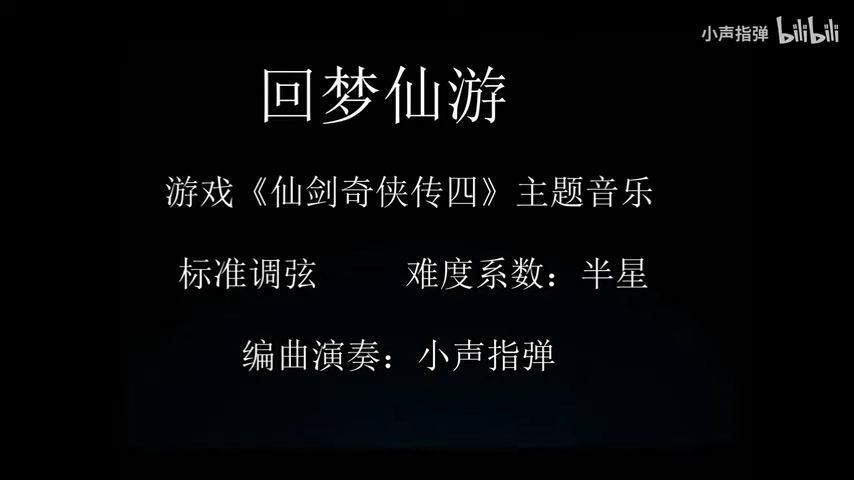 小声指弹 bilibili
回梦仙游
游戏《仙剑奇侠传四》主题音乐
标准调弦 难度系数：半星
编曲演奏：小声指弹